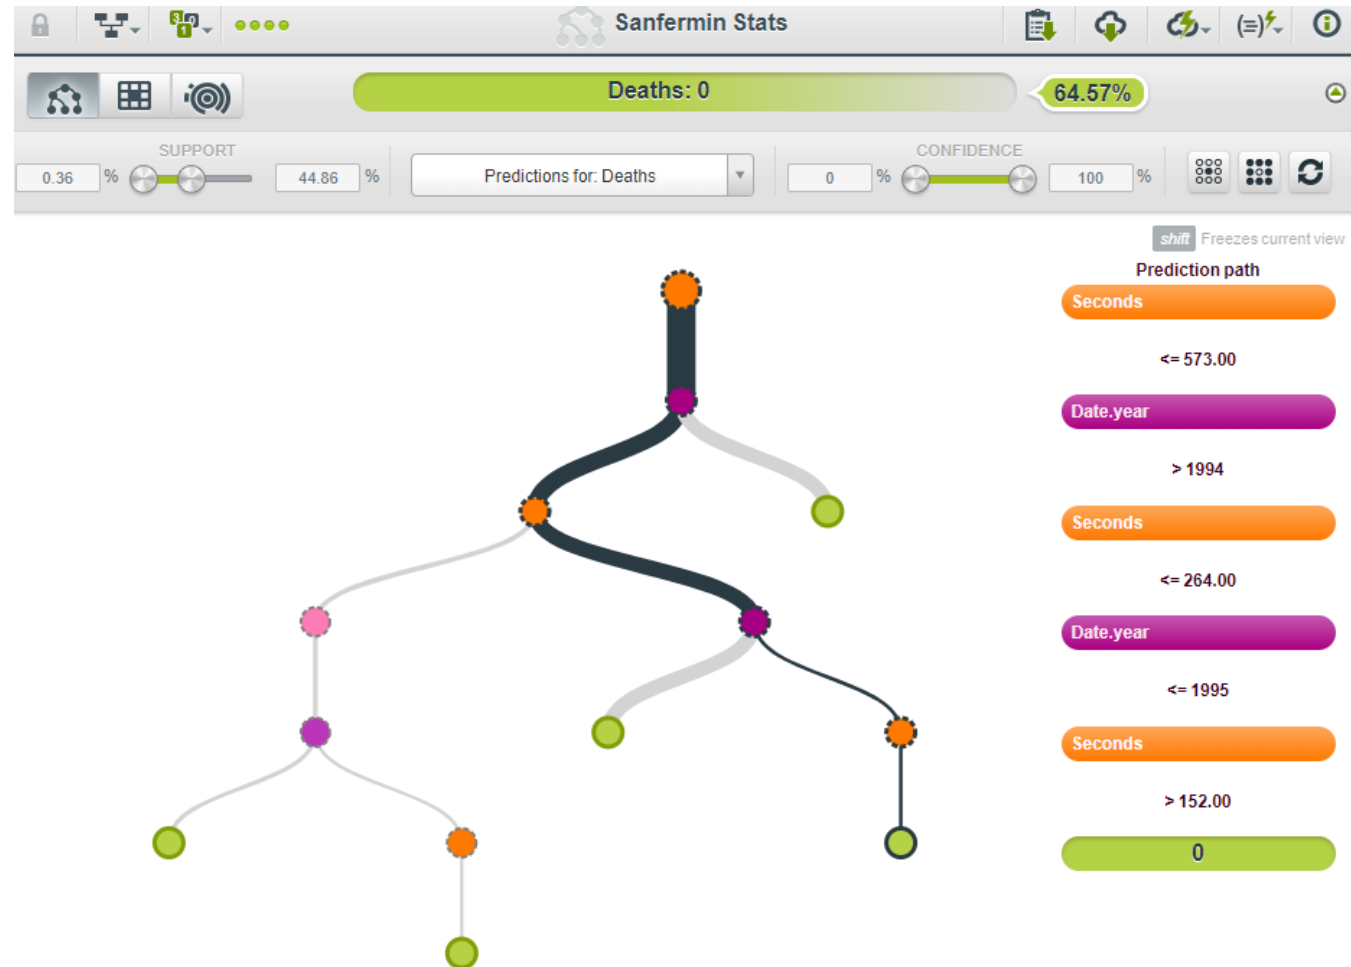 Sanfermin Stats
Deaths: 0
64.57%
SUPPORT
0.36 %
44.86 %
Predictions for: Deaths
CONFIDENCE
0 %
100 %
shift Freezes current view
Prediction path
Seconds
<= 573.00
Date.year
> 1994
Seconds
<= 264.00
Date.year
<= 1995
Seconds
> 152.00
0